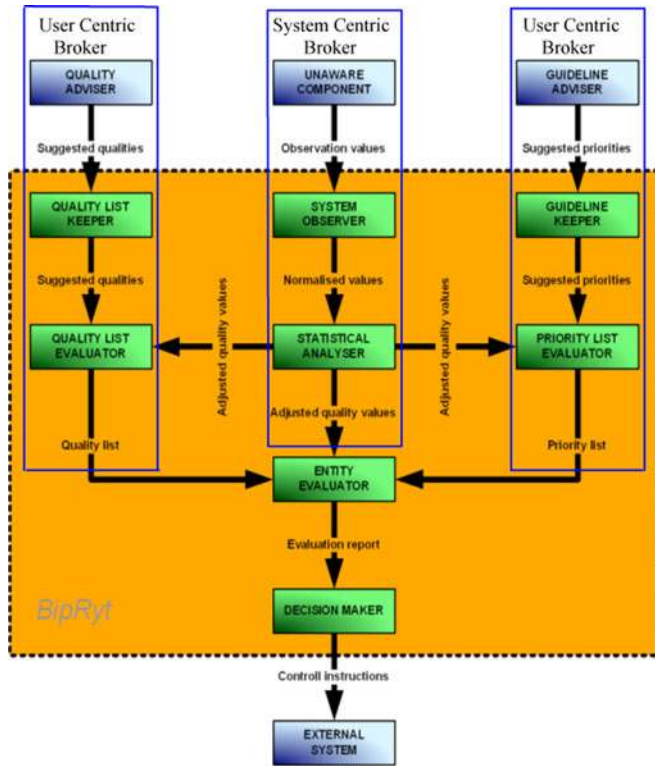 User Centric
Broker
System Centric
Broker
User Centric
Broker
QUALITY
ADVISER
UNAWARE
COMPONENT
GUIDELINE
ADVISER
Suggested qualities
Observation values
Suggested priorities
QUALITY LIST
KEEPER
SYSTEM
OBSERVER
GUIDELINE
KEEPER
Suggested qualities
Normalised values
Suggested priorities
Adjusted quality values
Adjusted quality values
QUALITY LIST
EVALUATOR
STATISTICAL
ANALYSER
PRIORITY LIST
EVALUATOR
Adjusted quality values
Quality list
Priority list
ENTITY
EVALUATOR
Evaluation report
BipRyt
DECISION MAKER
Controll instructions
EXTERNAL
SYSTEM